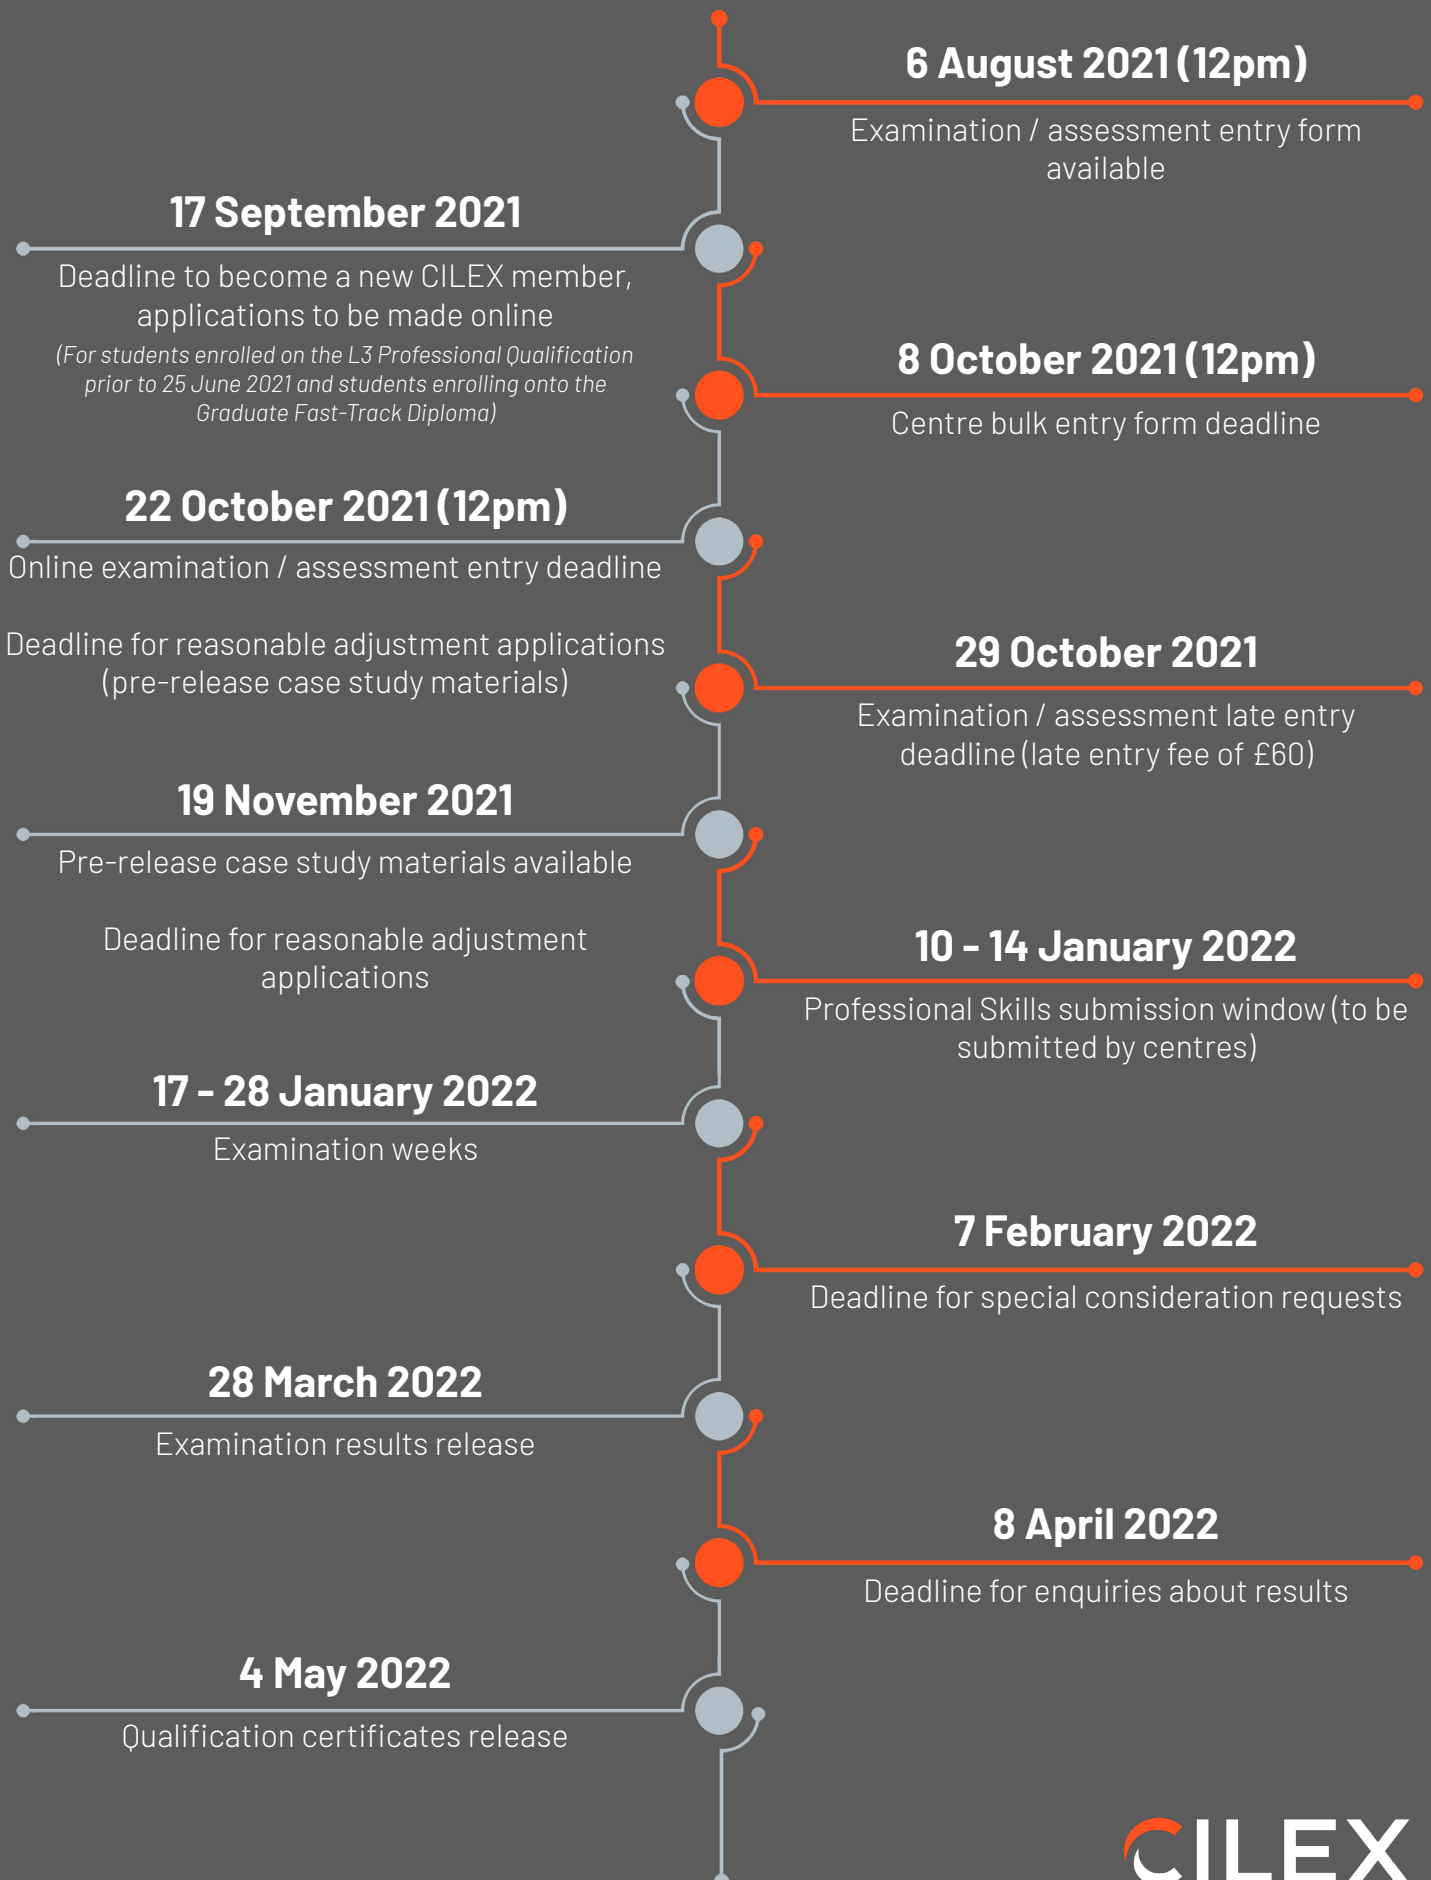 6 August 2021 (12pm)
Examination / assessment entry form
available
17 September 2021
Deadline to become a new CILEX member,
applications to be made online
(For students enrolled on the L3 Professional Qualification
prior to 25 June 2021 and students enrolling onto the
Graduate Fast-Track Diploma)
8 October 2021 (12pm)
Centre bulk entry form deadline
22 October 2021 (12pm)
Online examination / assessment entry deadline
Deadline for reasonable adjustment applications
(pre-release case study materials)
29 October 2021
Examination / assessment late entry
deadline (late entry fee of £60)
19 November 2021
Pre-release case study materials available
Deadline for reasonable adjustment
applications
10 - 14 January 2022
Professional Skills submission window (to be
submitted by centres)
17 - 28 January 2022
Examination weeks
7 February 2022
Deadline for special consideration requests
28 March 2022
Examination results release
8 April 2022
Deadline for enquiries about results
4 May 2022
Qualification certificates release
CILEX